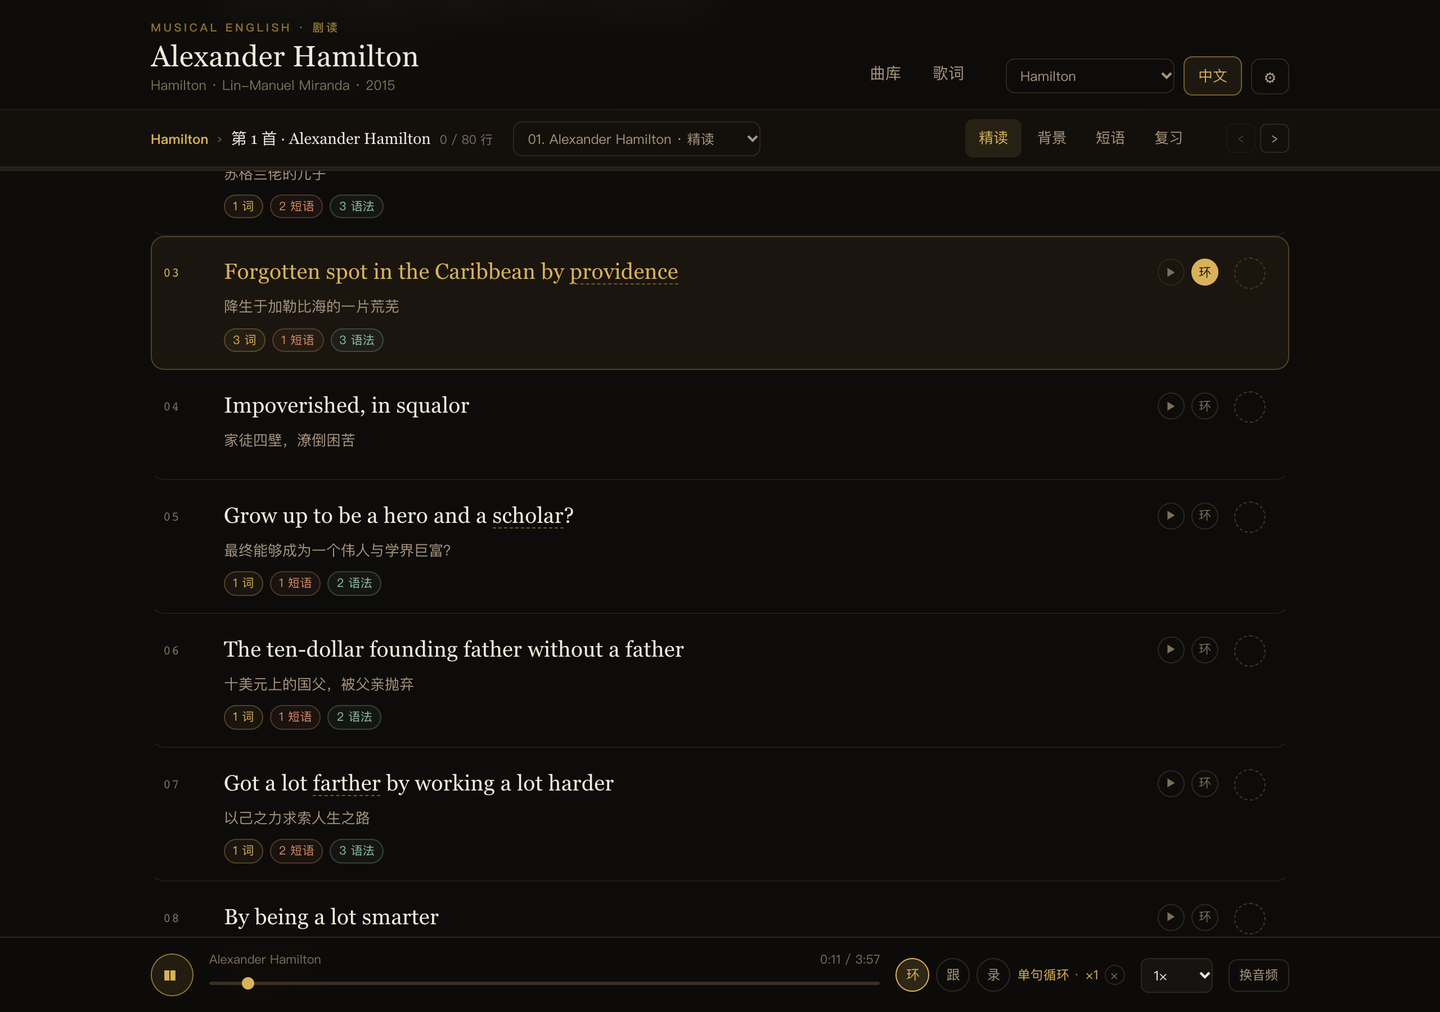 MUSICAL ENGLISH · 剧读
Alexander Hamilton
Hamilton · Lin-Manuel Miranda · 2015
曲库
歌词
Hamilton
中文
Hamilton › 第 1 首 · Alexander Hamilton 0 / 80 行
01. Alexander Hamilton · 精读
精读
背景
短语
复习
苏格兰佬的儿子
1 词 2 短语 3 语法
03
Forgotten spot in the Caribbean by providence
环
降生于加勒比海的一片荒芜
3 词 1 短语 3 语法
04
Impoverished, in squalor
环
家徒四壁，潦倒困苦
05
Grow up to be a hero and a scholar?
环
最终能够成为一个伟人与学界巨富？
1 词 1 短语 2 语法
06
The ten-dollar founding father without a father
环
十美元上的国父，被父亲抛弃
1 词 1 短语 2 语法
07
Got a lot farther by working a lot harder
环
以己之力求索人生之路
1 词 2 短语 3 语法
08
By being a lot smarter
环
Alexander Hamilton
0:11 / 3:57
环
跟
录
单句循环 · ×1
×
1×
换音频